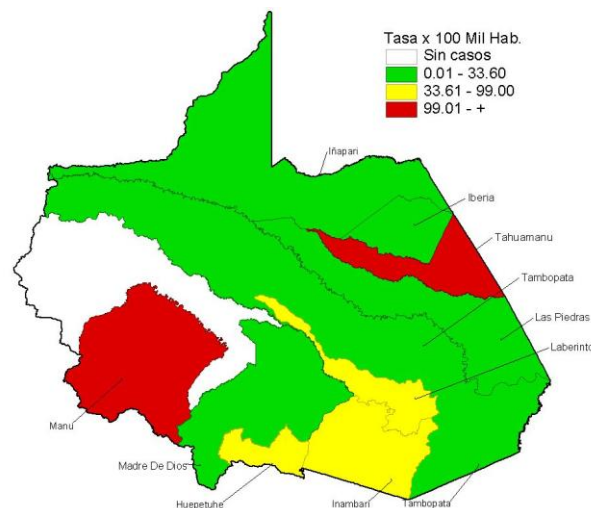 Tasa x 100 Mil Hab.
Sin casos
0.01 - 33.60
33.61 - 99.00
99.01 - +
Iñapari
Iberia
Tahuamanu
Tambopata
Las Piedras
Laberinto
Manu
Madre De Dios
Huepetuhe
Inambari
Tambopata